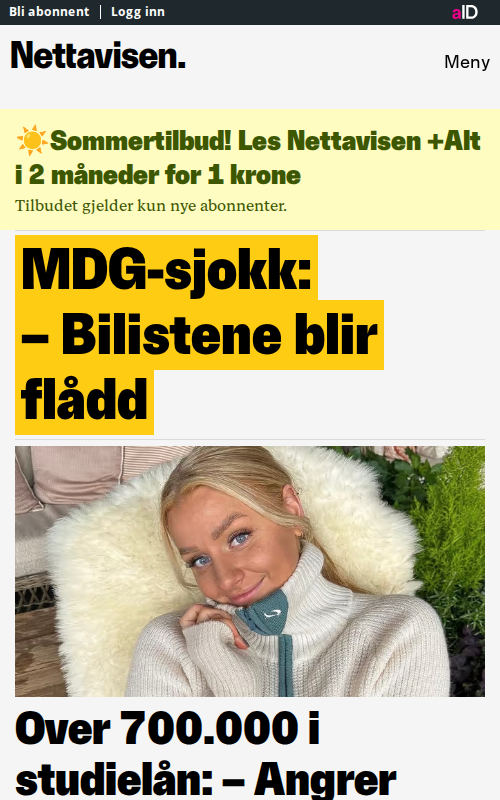 Bli abonnent | Logg inn
aID
Nettavisen.
Meny
☀️Sommertilbud! Les Nettavisen +Alt
i 2 måneder for 1 krone
Tilbudet gjelder kun nye abonnenter.
MDG-sjokk:
– Bilistene blir
flådd
Over 700.000 i
studielån: – Angrer